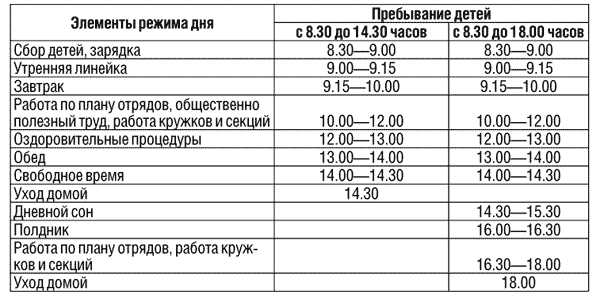 Элементы режима дня
Пребывание детей
с 8.30 до 14.30 часов с 8.30 до 18.00 часов
Сбор детей, зарядка 8.30—9.00 8.30—9.00
Утренняя линейка 9.00—9.15 9.00—9.15
Завтрак 9.15—10.00 9.15—10.00
Работа по плану отрядов, общественно
полезный труд, работа кружков и секций 10.00—12.00 10.00—12.00
Оздоровительные процедуры 12.00—13.00 12.00—13.00
Обед 13.00—14.00 13.00—14.00
Свободное время 14.00—14.30 14.00—14.30
Уход домой 14.30
Дневной сон 14.30—15.30
Полдник 16.00—16.30
Работа по плану отрядов, работа круж-
ков и секций 16.30—18.00
Уход домой 18.00